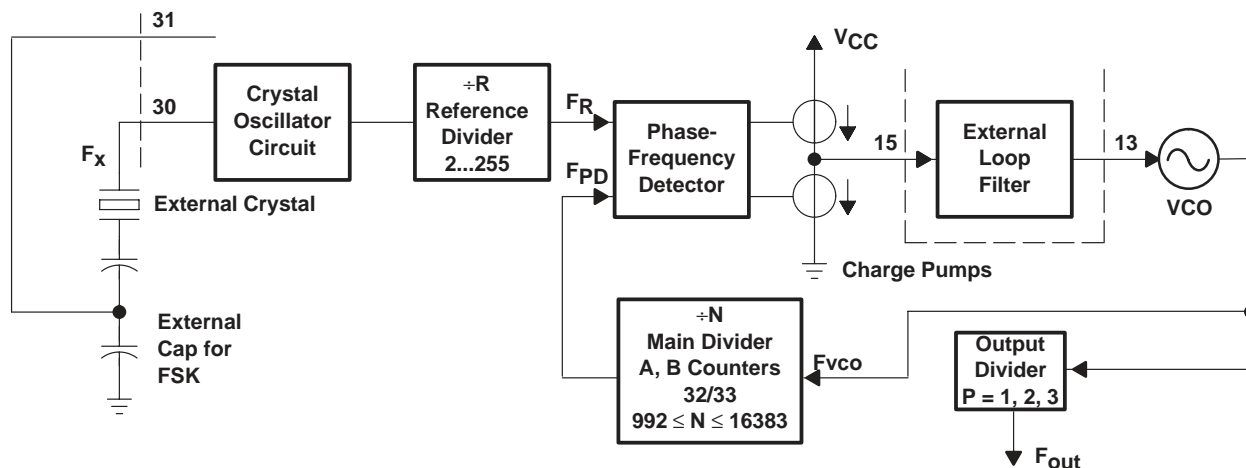 31
30
Fx
External Crystal
External
Cap for
FSK
Crystal
Oscillator
Circuit
÷R
Reference
Divider
2...255
FR
FPD
Phase-
Frequency
Detector
VCC
Charge Pumps
15
External
Loop
Filter
13
VCO
÷N
Main Divider
A, B Counters
32/33
992 ≤ N ≤ 16383
Fvco
Output
Divider
P = 1, 2, 3
Fout